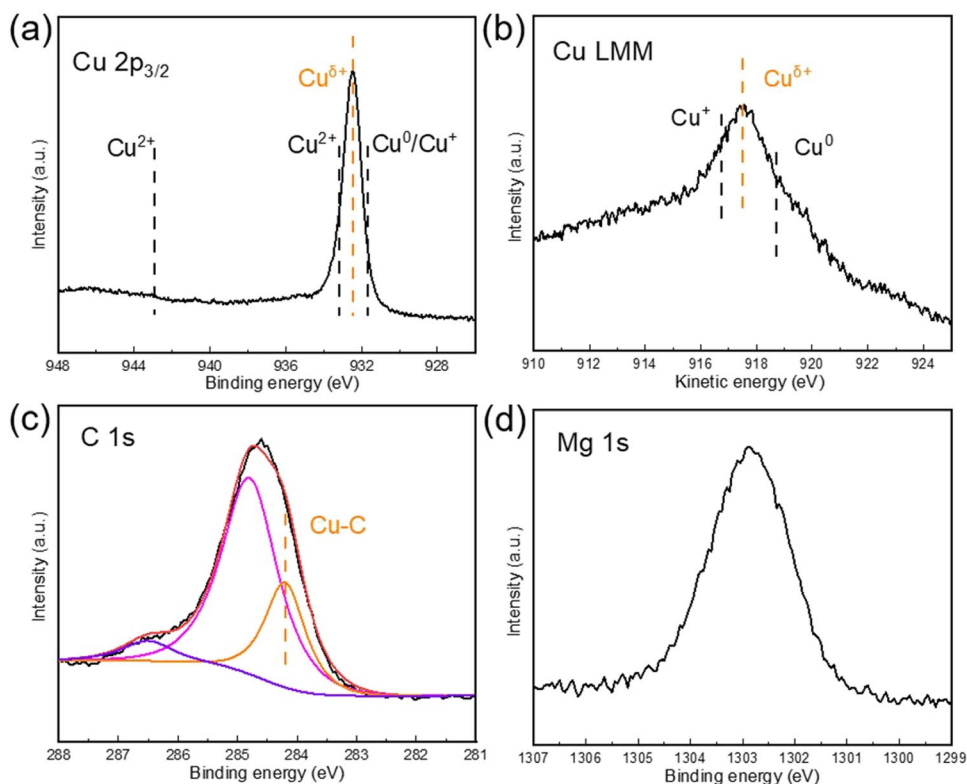 (a)
Cu 2p₃/₂
Cu^δ+
Cu²⁺
Cu²⁺
Cu⁰/Cu⁺
Intensity (a.u.)
948 944 940 936 932 928
Binding energy (eV)
(b)
Cu LMM
Cu^δ+
Cu⁺
Cu⁰
Intensity (a.u.)
910 912 914 916 918 920 922 924
Kinetic energy (eV)
(c)
C 1s
Cu-C
Intensity (a.u.)
288 287 286 285 284 283 282 281
Binding energy (eV)
(d)
Mg 1s
Intensity (a.u.)
1307 1306 1305 1304 1303 1302 1301 1300 1299
Binding energy (eV)